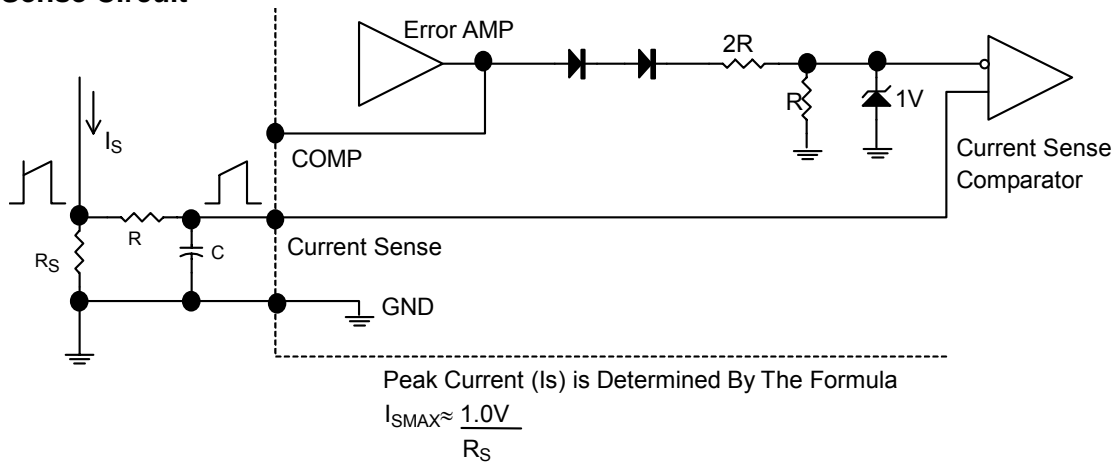 Sense Circuit
Error AMP
2R
R
1V
I_S
COMP
Current Sense
Comparator
R
C
R_S
Current Sense
GND
Peak Current (Is) is Determined By The Formula
I_SMAX≈ 1.0V
R_S